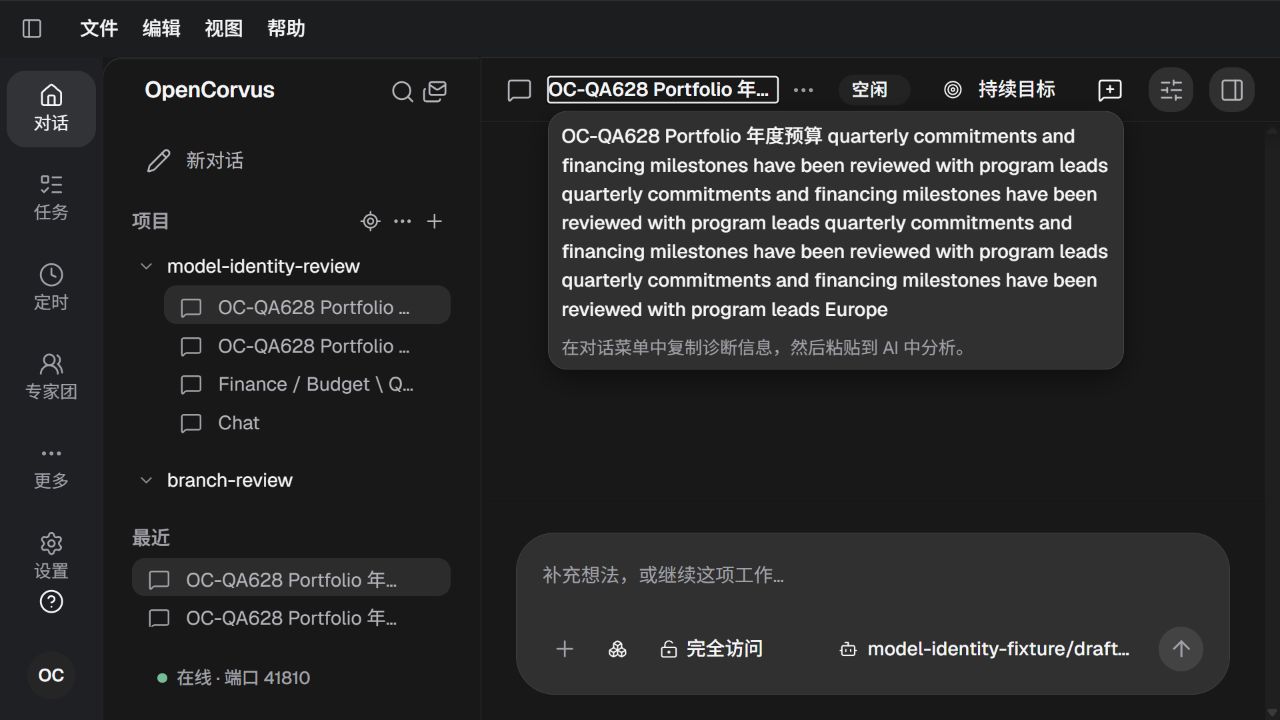 文件 编辑 视图 帮助
对话
任务
定时
专家团
更多
设置
OC
OpenCorvus
新对话
项目
model-identity-review
OC-QA628 Portfolio ...
OC-QA628 Portfolio ...
Finance / Budget \ Q...
Chat
branch-review
最近
OC-QA628 Portfolio 年...
OC-QA628 Portfolio 年...
在线 · 端口 41810
OC-QA628 Portfolio 年...
空闲
持续目标
OC-QA628 Portfolio 年度预算 quarterly commitments and
financing milestones have been reviewed with program leads
quarterly commitments and financing milestones have been
reviewed with program leads quarterly commitments and
financing milestones have been reviewed with program leads
quarterly commitments and financing milestones have been
reviewed with program leads Europe
在对话菜单中复制诊断信息，然后粘贴到 AI 中分析。
补充想法，或继续这项工作...
完全访问
model-identity-fixture/draft...